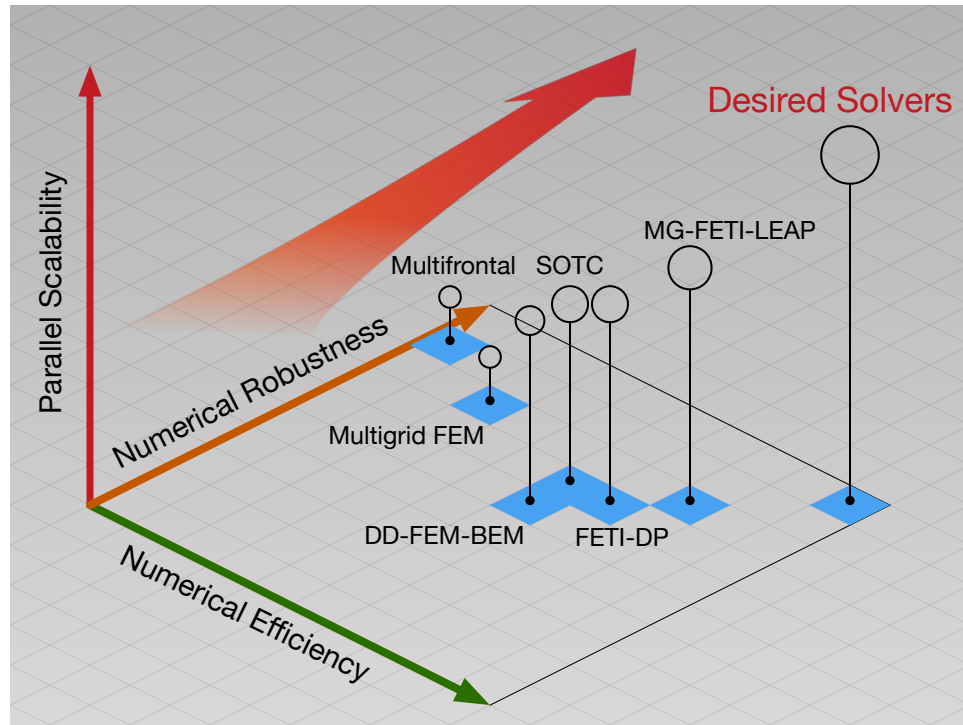 Desired Solvers
MG-FETI-LEAP
Multifrontal
SOTC
Parallel Scalability
Numerical Robustness
Multigrid FEM
DD-FEM-BEM
FETI-DP
Numerical Efficiency